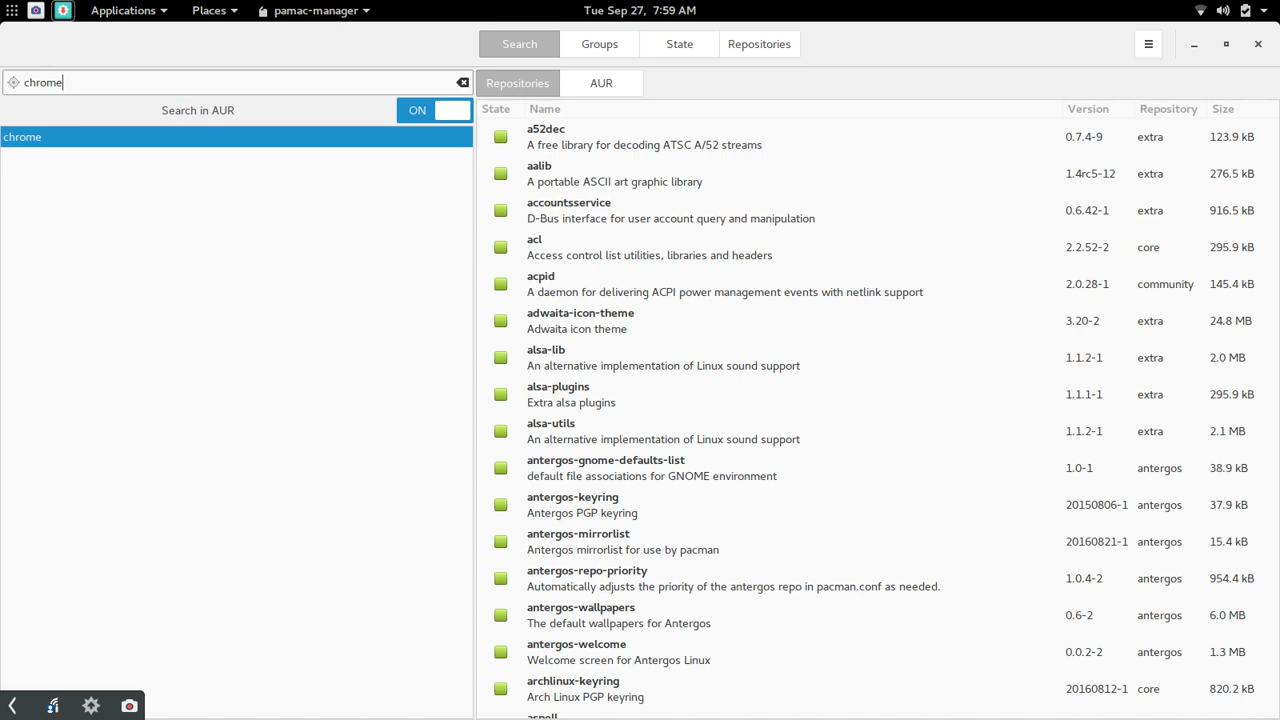 Applications Places pamac-manager Tue Sep 27, 7:59 AM
Search Groups State Repositories
chrome
Search in AUR ON
chrome
Repositories AUR
State Name Version Repository Size
a52dec
A free library for decoding ATSC A/52 streams
0.7.4-9 extra 123.9 kB
aalib
A portable ASCII art graphic library
1.4rc5-12 extra 276.5 kB
accountsservice
D-Bus interface for user account query and manipulation
0.6.42-1 extra 916.5 kB
acl
Access control list utilities, libraries and headers
2.2.52-2 core 295.9 kB
acpid
A daemon for delivering ACPI power management events with netlink support
2.0.28-1 community 145.4 kB
adwaita-icon-theme
Adwaita icon theme
3.20-2 extra 24.8 MB
alsa-lib
An alternative implementation of Linux sound support
1.1.2-1 extra 2.0 MB
alsa-plugins
Extra alsa plugins
1.1.1-1 extra 295.9 kB
alsa-utils
An alternative implementation of Linux sound support
1.1.2-1 extra 2.1 MB
antergos-gnome-defaults-list
default file associations for GNOME environment
1.0-1 antergos 38.9 kB
antergos-keyring
Antergos PGP keyring
20150806-1 antergos 37.9 kB
antergos-mirrorlist
Antergos mirrorlist for use by pacman
20160821-1 antergos 15.4 kB
antergos-repo-priority
Automatically adjusts the priority of the antergos repo in pacman.conf as needed.
1.0.4-2 antergos 954.4 kB
antergos-wallpapers
The default wallpapers for Antergos
0.6-2 antergos 6.0 MB
antergos-welcome
Welcome screen for Antergos Linux
0.0.2-2 antergos 1.3 MB
archlinux-keyring
Arch Linux PGP keyring
20160812-1 core 820.2 kB
aspell